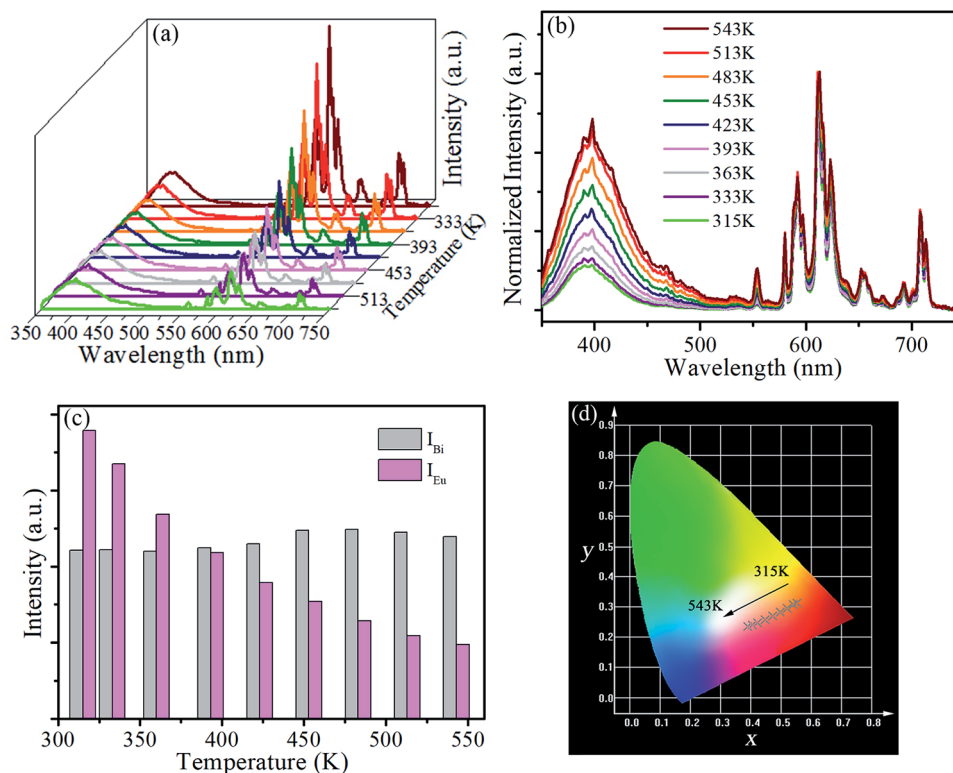 (a)
Intensity (a.u.)
333
393
453
513
Temperature (K)
350 400 450 500 550 600 650 700 750
Wavelength (nm)
(b)
Normalized Intensity (a.u.)
543K
513K
483K
453K
423K
393K
363K
333K
315K
400 500 600 700
Wavelength (nm)
(c)
Intensity (a.u.)
I_Bi
I_Eu
300 350 400 450 500 550
Temperature (K)
(d)
0.9
0.8
0.7
0.6
0.5
0.4
0.3
0.2
0.1
0.0
y
315K
543K
0.0 0.1 0.2 0.3 0.4 0.5 0.6 0.7 0.8
x